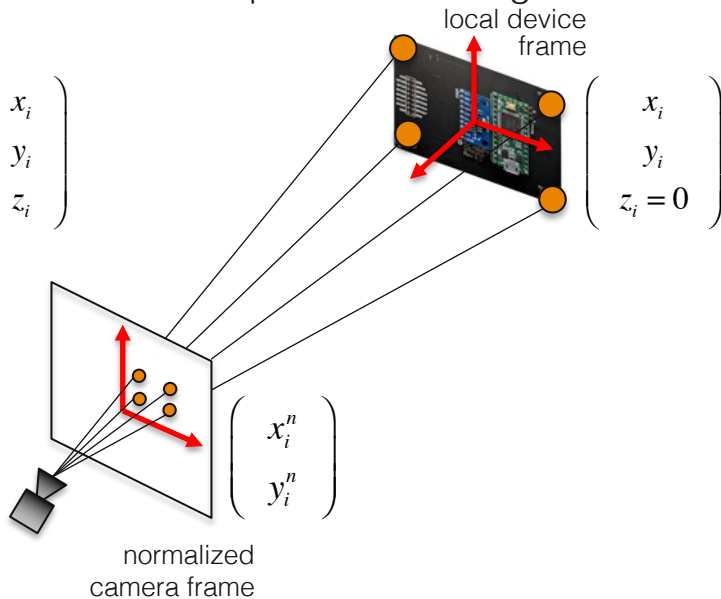 local device
frame
x_i
y_i
z_i
x_i
y_i
z_i = 0
x_i^n
y_i^n
normalized
camera frame